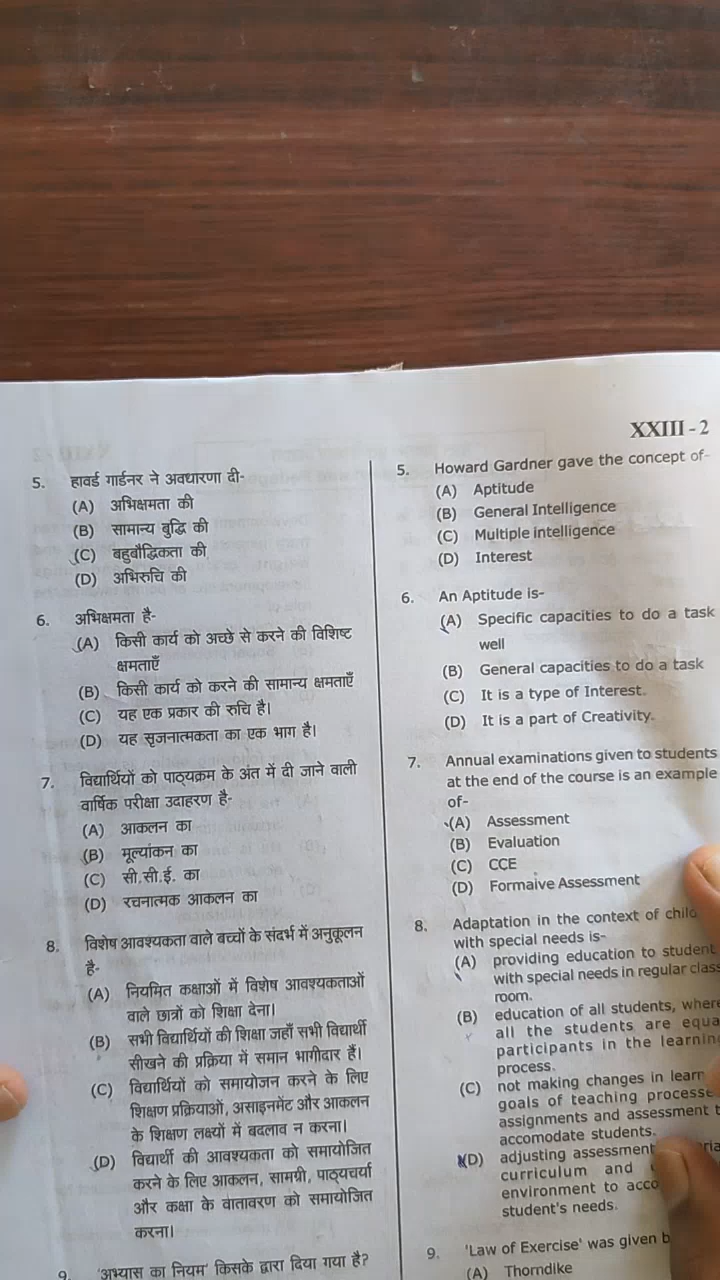 XXIII - 2
5. हावर्ड गार्डनर ने अवधारणा दी-
(A) अभिक्षमता की
(B) सामान्य बुद्धि की
(C) बहुबौद्धिकता की
(D) अभिरुचि की
6. अभिक्षमता है-
(A) किसी कार्य को अच्छे से करने की विशिष्ट
क्षमताएँ
(B) किसी कार्य को करने की सामान्य क्षमताएँ
(C) यह एक प्रकार की रुचि है।
(D) यह सृजनात्मकता का एक भाग है।
7. विद्यार्थियों को पाठ्यक्रम के अंत में दी जाने वाली
वार्षिक परीक्षा उदाहरण है-
(A) आकलन का
(B) मूल्यांकन का
(C) सी.सी.ई. का
(D) रचनात्मक आकलन का
8. विशेष आवश्यकता वाले बच्चों के संदर्भ में अनुकूलन
है-
(A) नियमित कक्षाओं में विशेष आवश्यकताओं
वाले छात्रों को शिक्षा देना।
(B) सभी विद्यार्थियों की शिक्षा जहाँ सभी विद्यार्थी
सीखने की प्रक्रिया में समान भागीदार हैं।
(C) विद्यार्थियों को समायोजन करने के लिए
शिक्षण प्रक्रियाओं, असाइनमेंट और आकलन
के शिक्षण लक्ष्यों में बदलाव न करना।
(D) विद्यार्थी की आवश्यकता को समायोजित
करने के लिए आकलन, सामग्री, पाठ्यचर्या
और कक्षा के वातावरण को समायोजित
करना।
9. 'अभ्यास का नियम' किसके द्वारा दिया गया है?
5. Howard Gardner gave the concept of-
(A) Aptitude
(B) General Intelligence
(C) Multiple intelligence
(D) Interest
6. An Aptitude is-
(A) Specific capacities to do a task
well
(B) General capacities to do a task
(C) It is a type of Interest.
(D) It is a part of Creativity.
7. Annual examinations given to students
at the end of the course is an example
of-
(A) Assessment
(B) Evaluation
(C) CCE
(D) Formaive Assessment
8. Adaptation in the context of
with special needs is-
(A) providing education to
with special needs in regular
room.
(B) education of all students,
all the students are
participants in the
process.
(C) not making changes in
goals of teaching
assignments and assessment
accomodate students.
(D) adjusting assessment
curriculum and
environment to
student's needs.
9. 'Law of Exercise' was given
(A) Thorndike